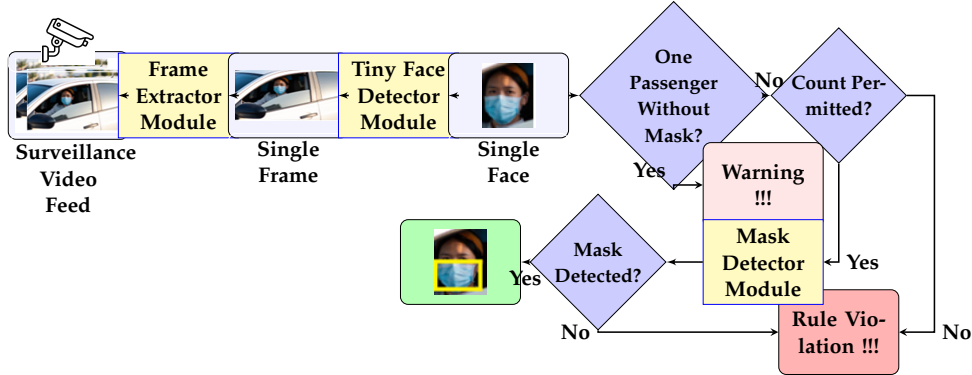 Surveillance
Video
Feed
Frame
Extractor
Module
Single
Frame
Tiny Face
Detector
Module
Single
Face
One
Passenger
Without
Mask?
No
Count Per-
mitted?
Yes
Warning
!!!
Mask
Detector
Module
Yes
Mask
Detected?
Yes
No
Rule Vio-
lation !!!
No